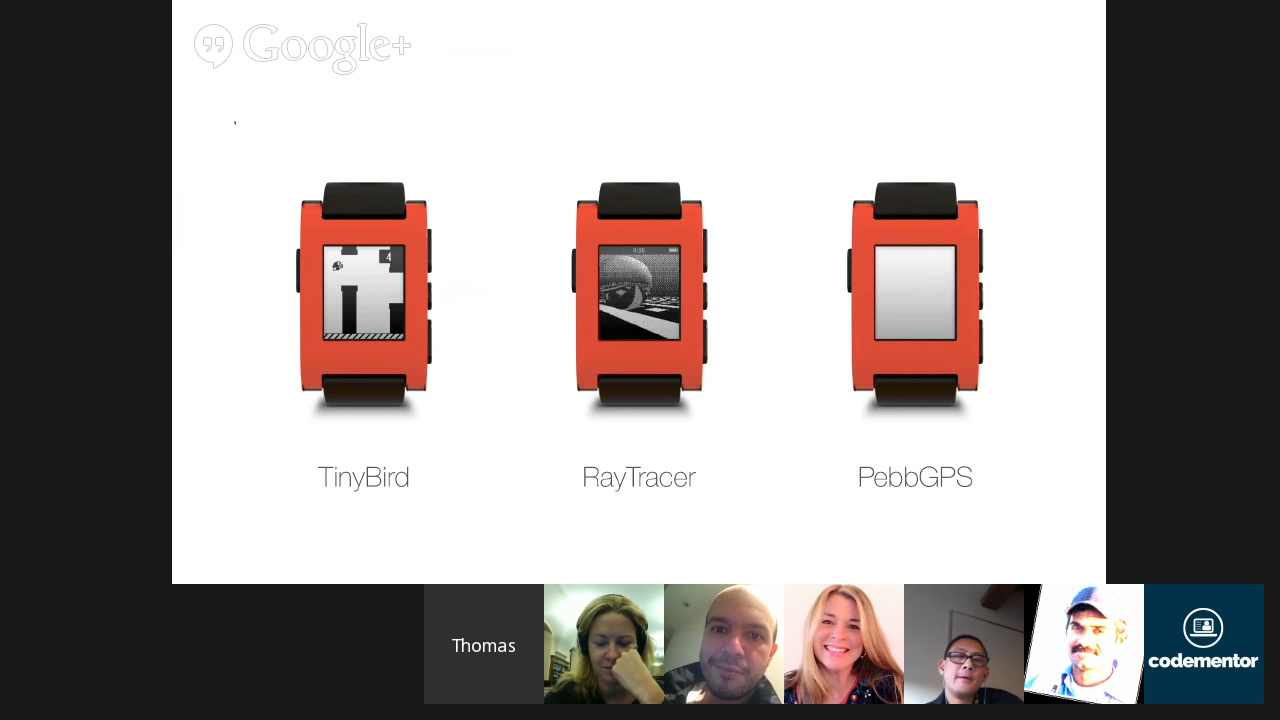 Google+
4
TinyBird
RayTracer
PebbGPS
Thomas
codementor